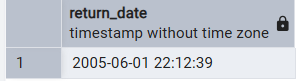 return_date
timestamp without time zone
1
2005-06-01 22:12:39